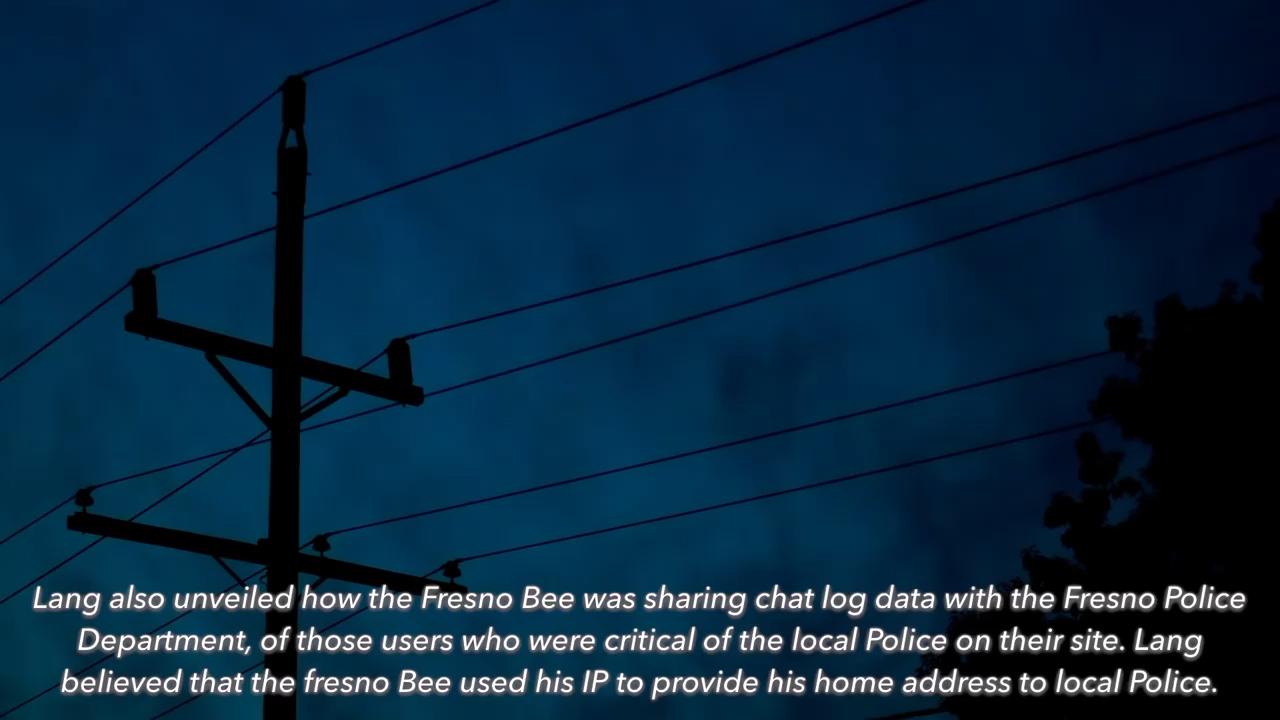 Lang also unveiled how the Fresno Bee was sharing chat log data with the Fresno Police
Department, of those users who were critical of the local Police on their site. Lang
believed that the fresno Bee used his IP to provide his home address to local Police.